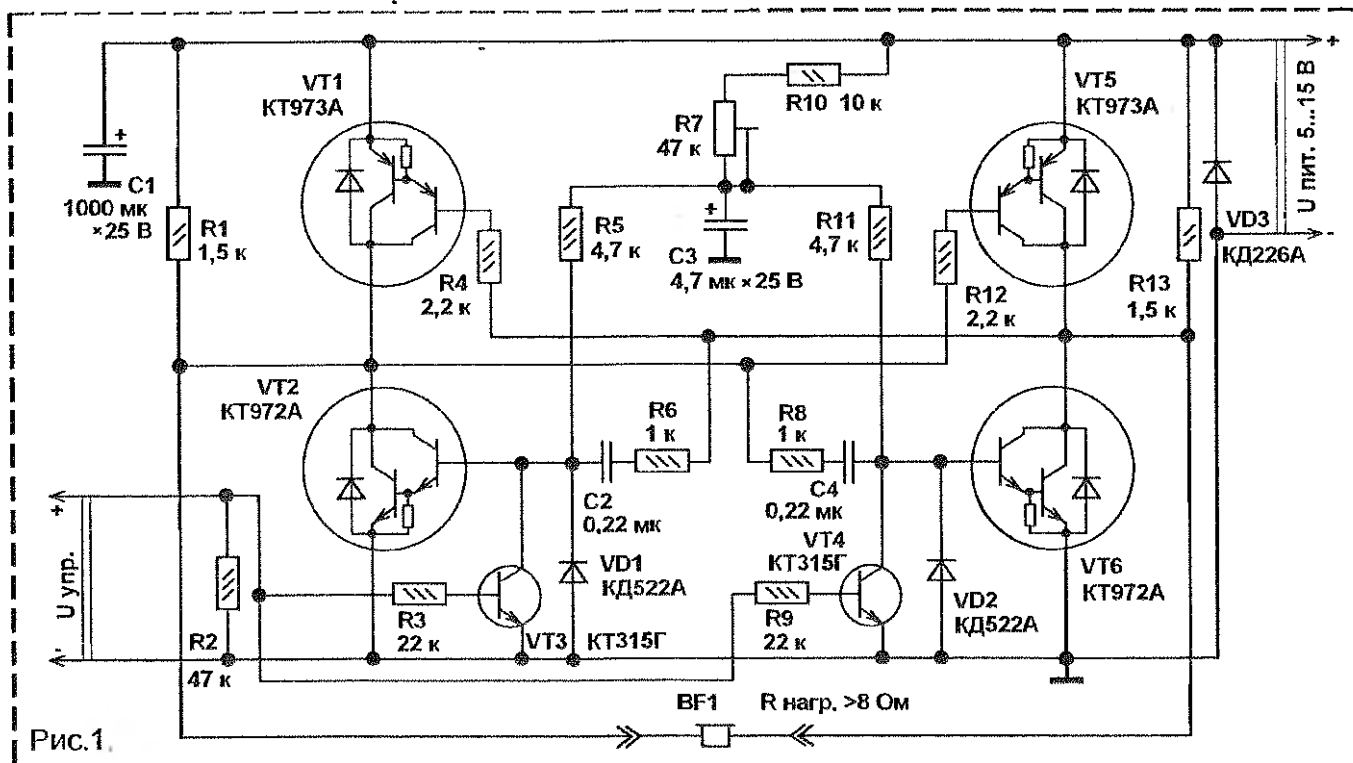 VT1
КТ973А
R10 10 к
VT5
КТ973А
R7
47 к
+
U пит. 5...15 В
-
+
C1
1000 мк
×25 В
R1
1,5 к
R4
2,2 к
R5
4,7 к
+
C3
4,7 мк ×25 В
R11
4,7 к
R12
2,2 к
R13
1,5 к
VD3
КД226А
VT2
КТ972А
R6
1 к
R8
1 к
C2
0,22 мк
C4
0,22 мк
VT4
КТ315Г
VT6
КТ972А
+
U упр.
-
R2
47 к
R3
22 к
VT3 КТ315Г
VD1
КД522А
R9
22 к
VD2
КД522А
BF1 R нагр. >8 Ом
Рис.1.